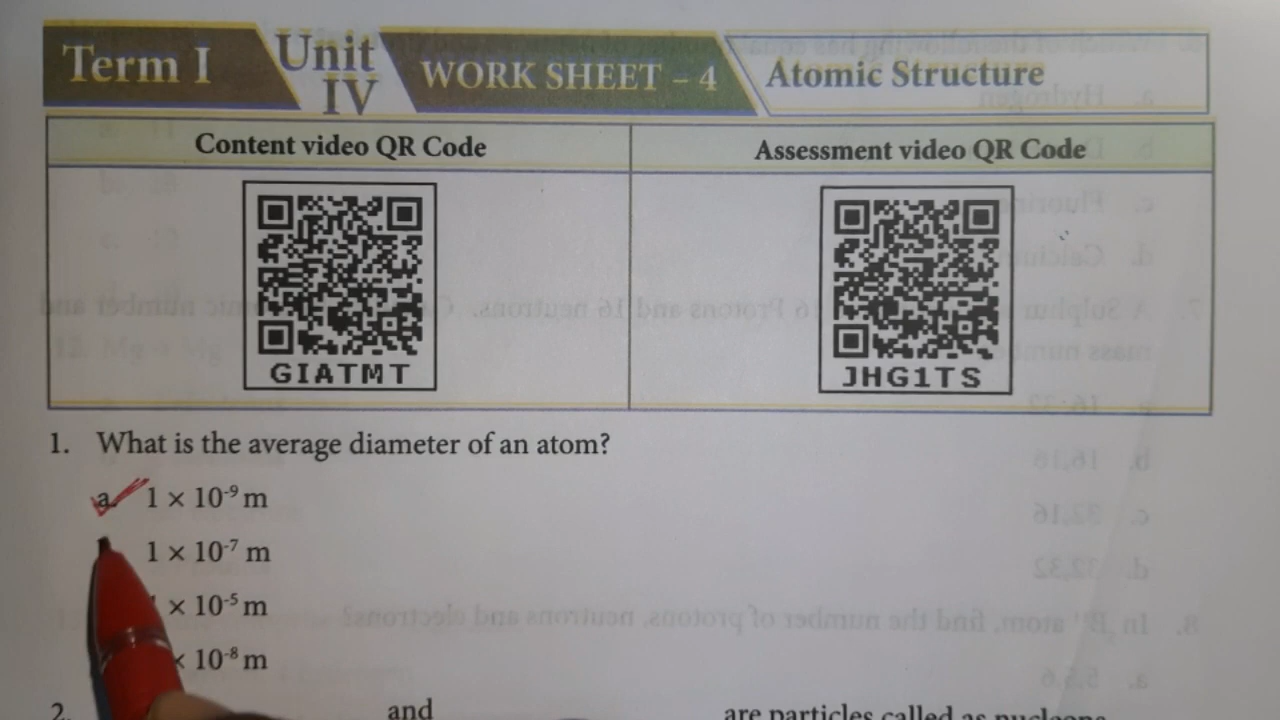 Term I
Unit
IV
WORK SHEET – 4
Atomic Structure
Content video QR Code
Assessment video QR Code
GIATMT
JHG1TS
1. What is the average diameter of an atom?
a. 1 × 10⁻⁹ m
1 × 10⁻⁷ m
× 10⁻⁵ m
× 10⁻⁸ m
2. and are particles called as nucleons